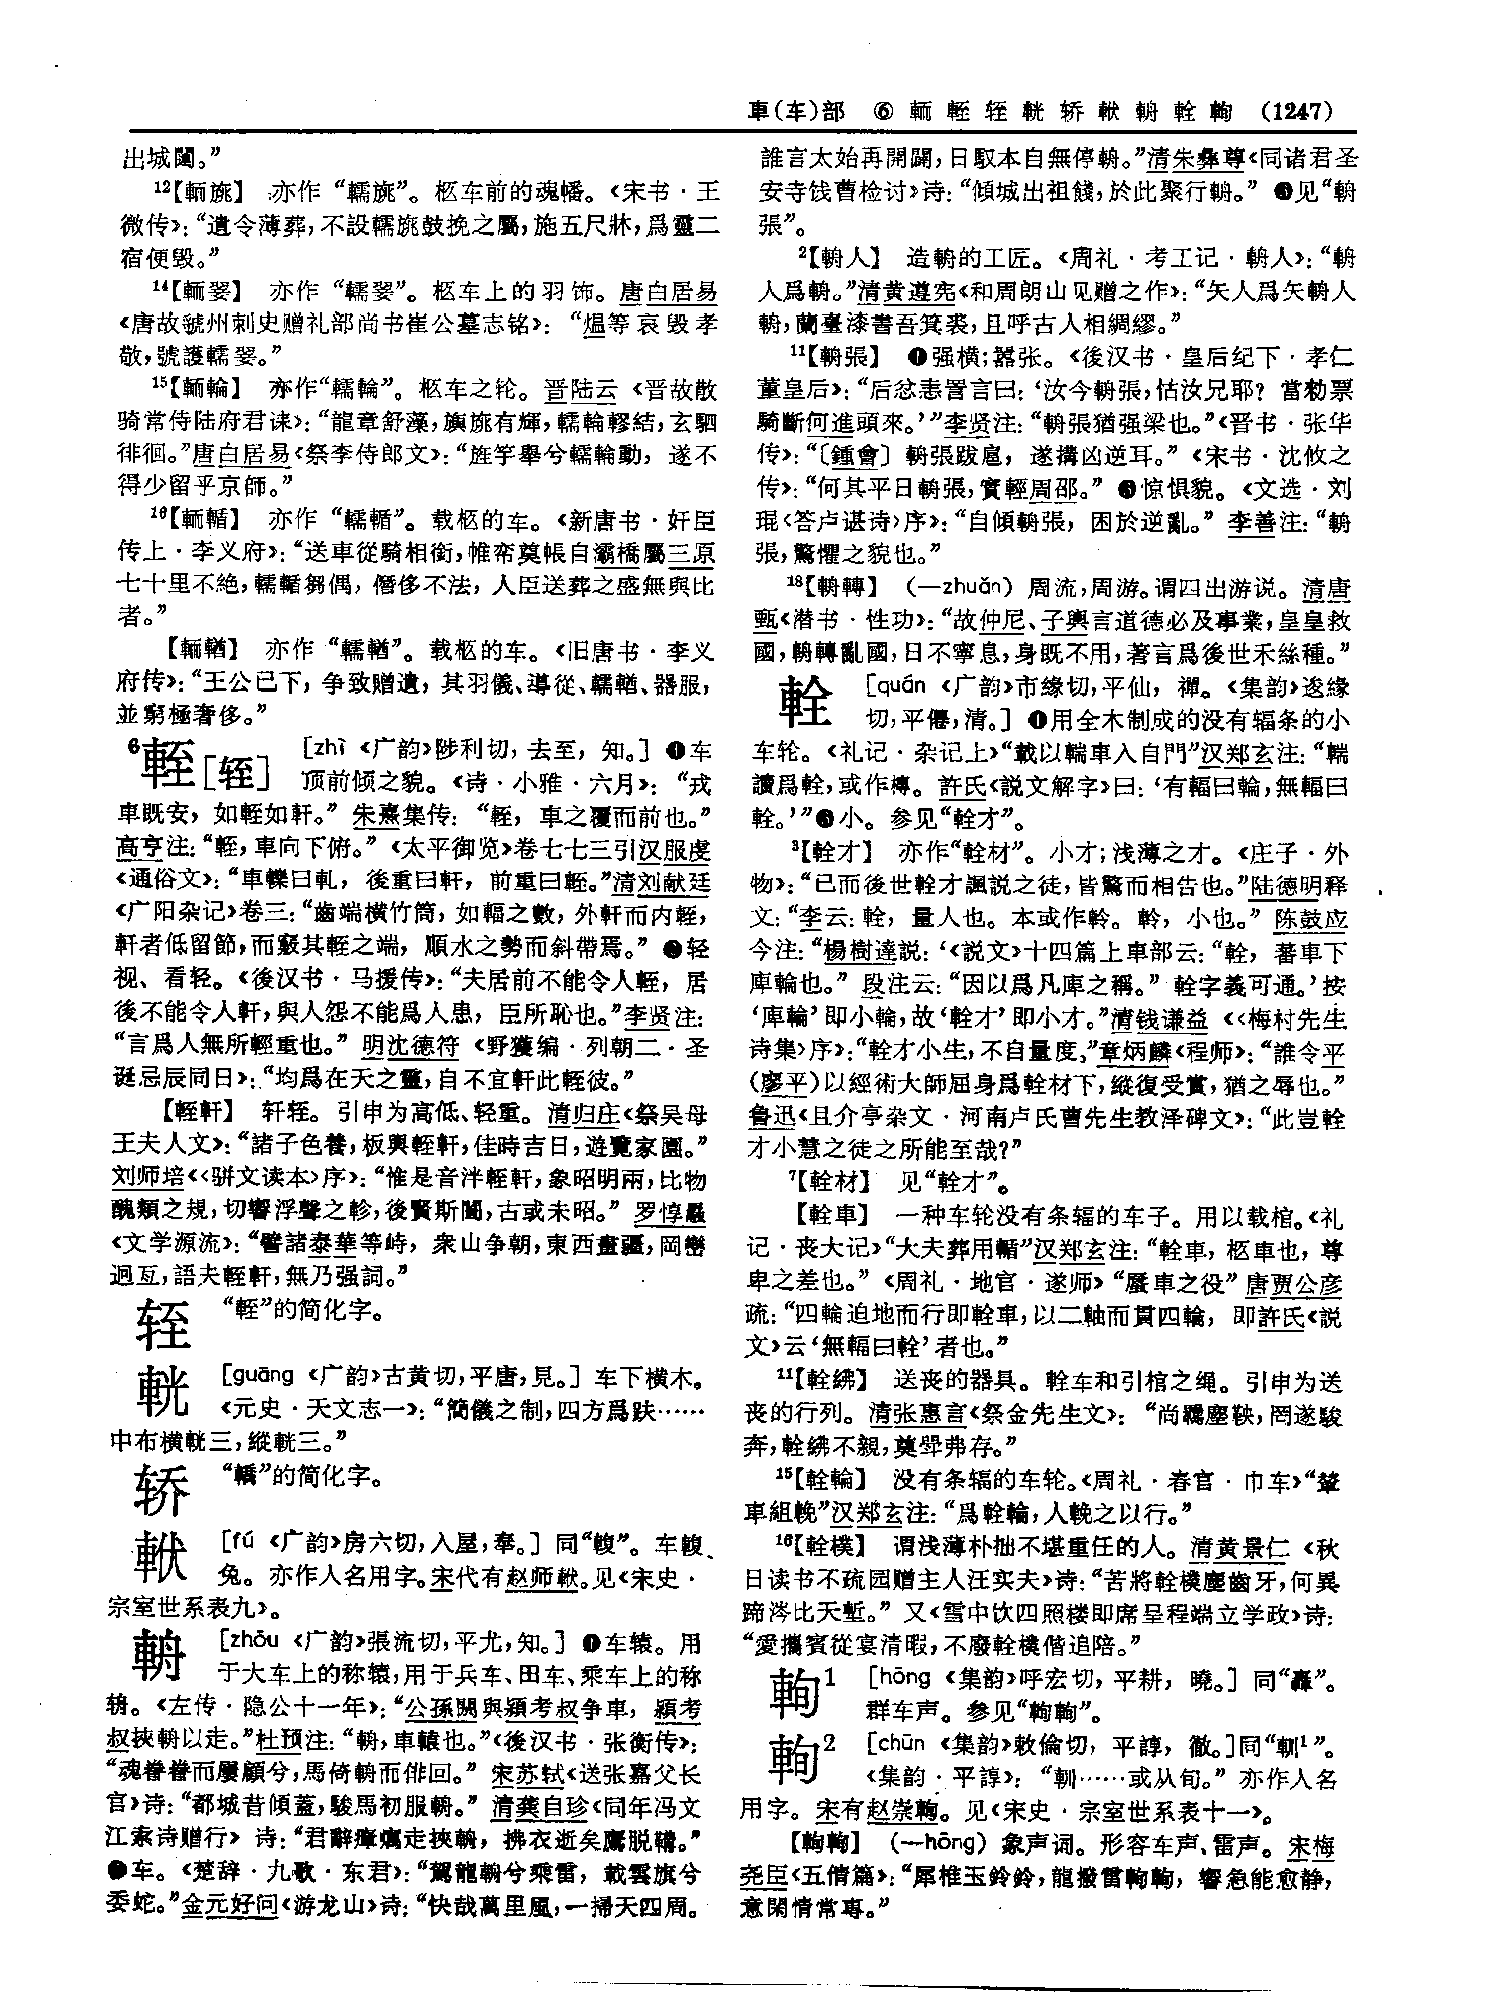 車(车)部 ⑥ 輀 輊 轾 輄 轿 軑 輈 輇 軥 (1247)
出城闉。”
12【輀旐】 亦作“轜旐”。柩车前的魂幡。《宋书·王
微传》：“遺令薄葬，不設轜旐鼓挽之屬，施五尺牀，爲靈二
宿便毁。”
14【輀翣】 亦作“轜翣”。柩车上的羽饰。唐白居易
《唐故虢州刺史赠礼部尚书崔公墓志铭》：“煴等哀毁孝
敬，號護轜翣。”
15【輀輪】 亦作“轜輪”。柩车之轮。晋陆云《晋故散
骑常侍陆府君诔》：“龍章舒藻，旟旐有輝，轜輪轇結，玄駟
徘徊。”唐白居易《祭李侍郎文》：“旌竿舉兮轜輪動，遂不
得少留乎京師。”
16【輀輴】 亦作“轜輴”。载柩的车。《新唐书·奸臣
传上·李义府》：“送車從騎相銜，帷帟奠帳自灞橋屬三原
七十里不絶，轜輴芻偶，僭侈不法，人臣送葬之盛無與比
者。”
【輀輶】 亦作“轜輶”。载柩的车。《旧唐书·李义
府传》：“王公已下，争致赠遺，其羽儀、導從、轜輶、器服，
並窮極奢侈。”
6輊[轾] [zhì 《广韵》陟利切，去至，知。] ❶车
顶前倾之貌。《诗·小雅·六月》：“戎
車既安，如輊如軒。”朱熹集传：“輊，車之覆而前也。”
高亨注：“輊，車向下俯。”《太平御览》卷七七三引汉服虔
《通俗文》：“車轢曰軋，後重曰軒，前重曰輊。”清刘献廷
《广阳杂记》卷三：“齒端横竹筒，如輻之數，外軒而内輊，
軒者低留節，而竅其輊之端，順水之勢而斜帶焉。”❷轻
视、看轻。《後汉书·马援传》：“夫居前不能令人輊，居
後不能令人軒，與人怨不能爲人患，臣所恥也。”李贤注：
“言爲人無所輕重也。”明沈德符《野獲编·列朝二·圣
诞忌辰同日》：“均爲在天之靈，自不宜軒此輊彼。”
【輊軒】 轩轾。引申为高低、轻重。清归庄《祭吴母
王夫人文》：“諸子色養，板輿輊軒，佳時吉日，遊覽家園。”
刘师培《〈骈文读本〉序》：“惟是音泮輊軒，象昭明兩，比物
醜類之規，切響浮聲之軫，後賢斯闡，古或未昭。”罗惇曧
《文学源流》：“譬諸泰華等峙，衆山争朝，東西畫疆，岡巒
迥亙，語夫輊軒，無乃强詞。”
轾 “輊”的简化字。
輄 [guāng 《广韵》古黄切，平唐，見。] 车下横木。
《元史·天文志一》：“簡儀之制，四方爲趺……
中布横輄三，縱輄三。”
轿 “轎”的简化字。
[fú 《广韵》房六切，入屋，奉。] 同“輹”。车輹、
兔。亦作人名用字。宋代有赵师。见《宋史·
宗室世系表九》。
輈 [zhōu 《广韵》張流切，平尤，知。] ❶车辕。用
于大车上的称辕，用于兵车、田车、乘车上的称
輈。《左传·隐公十一年》：“公孫閼與潁考叔争車，潁考
叔挾輈以走。”杜预注：“輈，車轅也。”《後汉书·张衡传》：
“魂眷眷而屢顧兮，馬倚輈而俳回。”宋苏轼《送张嘉父长
官》诗：“都城昔傾蓋，駿馬初服輈。”清龚自珍《同年冯文
江索诗赠行》诗：“君辭瘴癘走挾輈，拂衣逝矣鷹脱鞲。”
❷车。《楚辞·九歌·东君》：“駕龍輈兮乘雷，載雲旗兮
委蛇。”金元好问《游龙山》诗：“快哉萬里風，一掃天四周。
誰言太始再開闢，日馭本自無停輈。”清朱彝尊《同诸君圣
安寺饯曹检讨》诗：“傾城出祖餞，於此聚行輈。”❸见“輈
張”。
2【輈人】 造輈的工匠。《周礼·考工记·輈人》：“輈
人爲輈。”清黄遵宪《和周朗山见赠之作》：“矢人爲矢輈人
輈，蘭臺漆書吾箕裘，且呼古人相綢繆。”
11【輈張】 ❶强横；嚣张。《後汉书·皇后纪下·孝仁
董皇后》：“后忿恚詈言曰：‘汝今輈張，怙汝兄耶？當勑票
騎斷何進頭來。’”李贤注：“輈張猶强梁也。”《晋书·张华
传》：“〔鍾會〕輈張跋扈，遂搆凶逆耳。”《宋书·沈攸之
传》：“何其平日輈張，實輕周邵。”❷惊惧貌。《文选·刘
琨〈答卢谌诗〉序》：“自傾輈張，困於逆亂。”李善注：“輈
張，驚懼之貌也。”
18【輈轉】 (—zhuǎn) 周流，周游。谓四出游说。清唐
甄《潜书·性功》：“故仲尼、子輿言道德必及事業，皇皇救
國，輈轉亂國，日不寧息，身既不用，著言爲後世禾絲種。”
輇 [quán 《广韵》市緣切，平仙，禪。《集韵》逡緣
切，平僊，清。] ❶用全木制成的没有辐条的小
车轮。《礼记·杂记上》“載以輲車入自門”汉郑玄注：“輲
讀爲輇，或作槫。許氏《説文解字》曰：‘有輻曰輪，無輻曰
輇。’”❷小。参见“輇才”。
3【輇才】 亦作“輇材”。小才；浅薄之才。《庄子·外
物》：“已而後世輇才諷説之徒，皆驚而相告也。”陆德明释
文：“李云：輇，量人也。本或作軨。軨，小也。”陈鼓应
今注：“楊樹達説：‘《説文》十四篇上車部云：“輇，蕃車下
庳輪也。”段注云：“因以爲凡庳之稱。”輇字義可通。’按
‘庳輪’即小輪，故‘輇才’即小才。”清钱谦益《〈梅村先生
诗集〉序》：“輇才小生，不自量度。”章炳麟《程师》：“誰令平
(廖平)以經術大師屈身爲輇材下，縱復受賞，猶之辱也。”
鲁迅《且介亭杂文·河南卢氏曹先生教泽碑文》：“此豈輇
才小慧之徒之所能至哉？”
7【輇材】 见“輇才”。
【輇車】 一种车轮没有条辐的车子。用以载棺。《礼
记·丧大记》“大夫葬用輴”汉郑玄注：“輇車，柩車也，尊
卑之差也。”《周礼·地官·遂师》“蜃車之役”唐贾公彦
疏：“四輪迫地而行即輇車，以二軸而貫四輪，即許氏《説
文》云‘無輻曰輇’者也。”
11【輇紼】 送丧的器具。輇车和引棺之绳。引申为送
丧的行列。清张惠言《祭金先生文》：“尚羈塵鞅，罔遂駿
奔，輇紼不親，奠斝弗存。”
15【輇輪】 没有条辐的车轮。《周礼·春官·巾车》“輦
車組輓”汉郑玄注：“爲輇輪，人輓之以行。”
16【輇樸】 谓浅薄朴拙不堪重任的人。清黄景仁《秋
日读书不疏园赠主人汪实夫》诗：“苦將輇樸塵齒牙，何異
蹄涔比天塹。”又《雪中饮四照楼即席呈程端立学政》诗：
“愛攜賓從宴清暇，不廢輇樸偕追陪。”
軥1 [hōng 《集韵》呼宏切，平耕，曉。] 同“轟”。
群车声。参见“”。
2 [chūn 《集韵》敕倫切，平諄，徹。]同“1”。
《集韵·平諄》：“……或从旬。”亦作人名
用字。宋有赵崇。见《宋史·宗室世系表十一》。
【】 (—hōng) 象声词。形容车声、雷声。宋梅
尧臣《五倩篇》：“犀椎玉鈴鈴，龍撥雷，響急能愈静，
意閑情常專。”